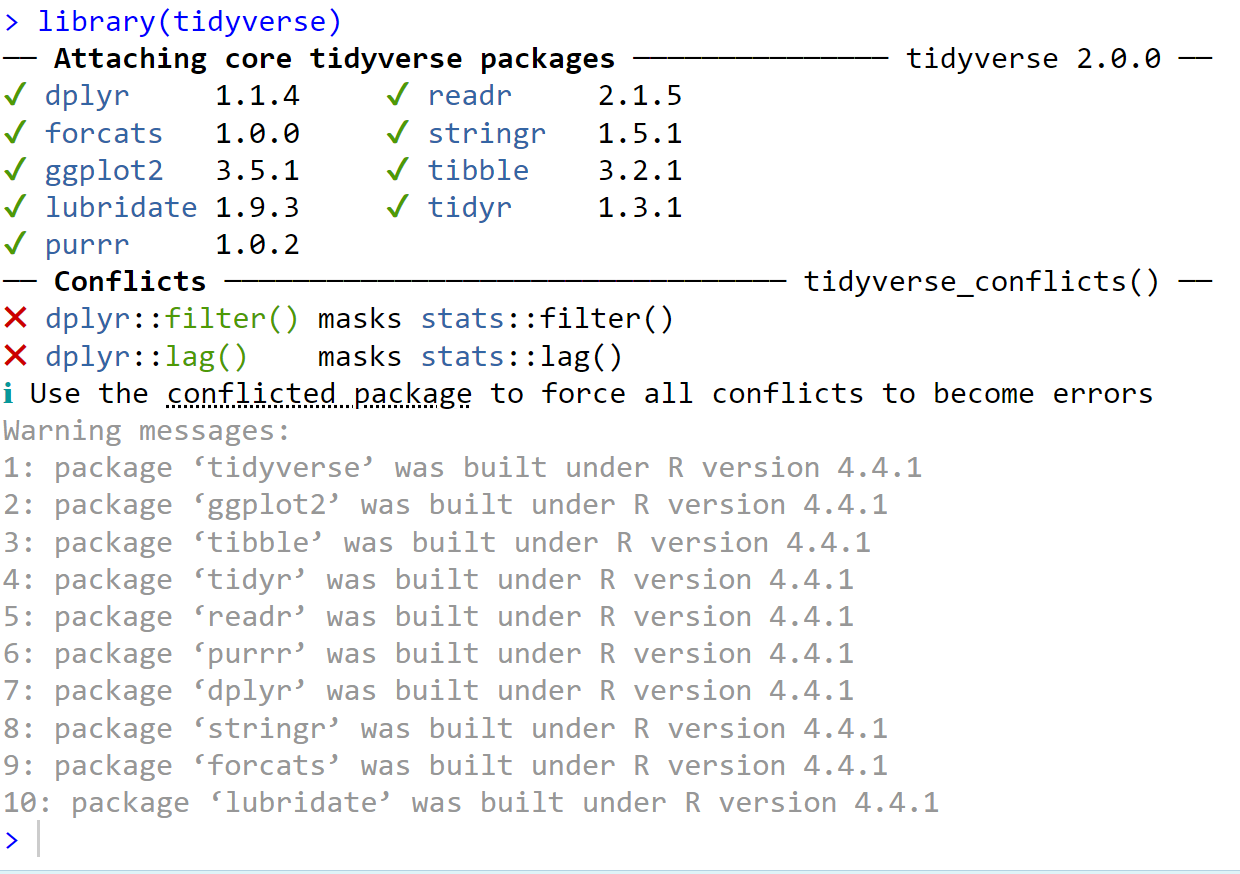 > library(tidyverse)
── Attaching core tidyverse packages ─────────────── tidyverse 2.0.0 ──
✔ dplyr     1.1.4     ✔ readr     2.1.5
✔ forcats   1.0.0     ✔ stringr   1.5.1
✔ ggplot2   3.5.1     ✔ tibble    3.2.1
✔ lubridate 1.9.3     ✔ tidyr     1.3.1
✔ purrr     1.0.2
── Conflicts ───────────────────────────────── tidyverse_conflicts() ──
✖ dplyr::filter() masks stats::filter()
✖ dplyr::lag()    masks stats::lag()
ℹ Use the conflicted package to force all conflicts to become errors
Warning messages:
1: package ‘tidyverse’ was built under R version 4.4.1
2: package ‘ggplot2’ was built under R version 4.4.1
3: package ‘tibble’ was built under R version 4.4.1
4: package ‘tidyr’ was built under R version 4.4.1
5: package ‘readr’ was built under R version 4.4.1
6: package ‘purrr’ was built under R version 4.4.1
7: package ‘dplyr’ was built under R version 4.4.1
8: package ‘stringr’ was built under R version 4.4.1
9: package ‘forcats’ was built under R version 4.4.1
10: package ‘lubridate’ was built under R version 4.4.1
>